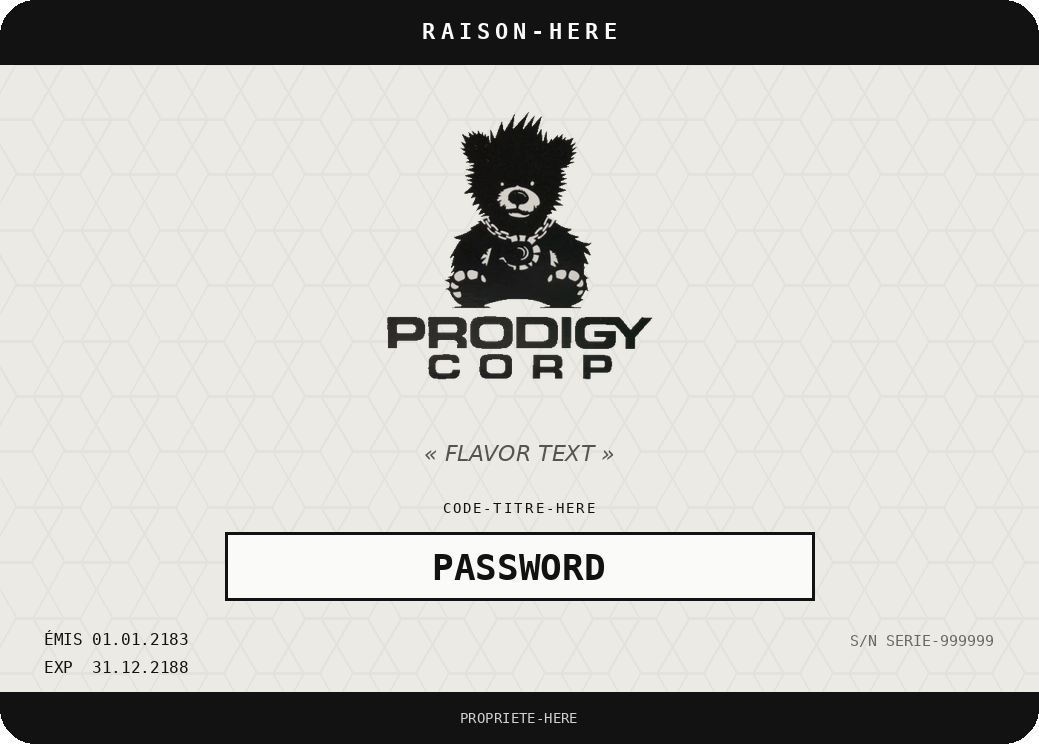 RAISON-HERE
PRODIGY
CORP
« FLAVOR TEXT »
CODE-TITRE-HERE
PASSWORD
ÉMIS 01.01.2183
S/N SERIE-999999
EXP 31.12.2188
PROPRIETE-HERE